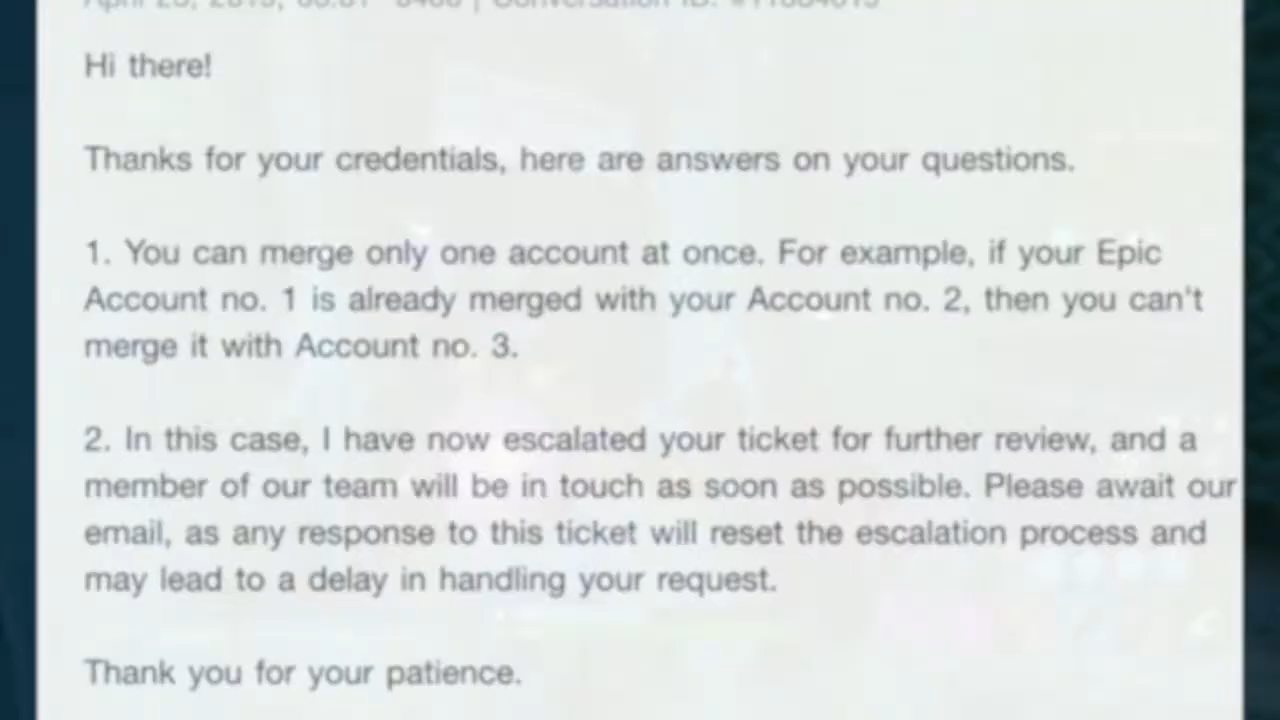 Hi there!
Thanks for your credentials, here are answers on your questions.
1. You can merge only one account at once. For example, if your Epic
Account no. 1 is already merged with your Account no. 2, then you can't
merge it with Account no. 3.
2. In this case, I have now escalated your ticket for further review, and a
member of our team will be in touch as soon as possible. Please await our
email, as any response to this ticket will reset the escalation process and
may lead to a delay in handling your request.
Thank you for your patience.